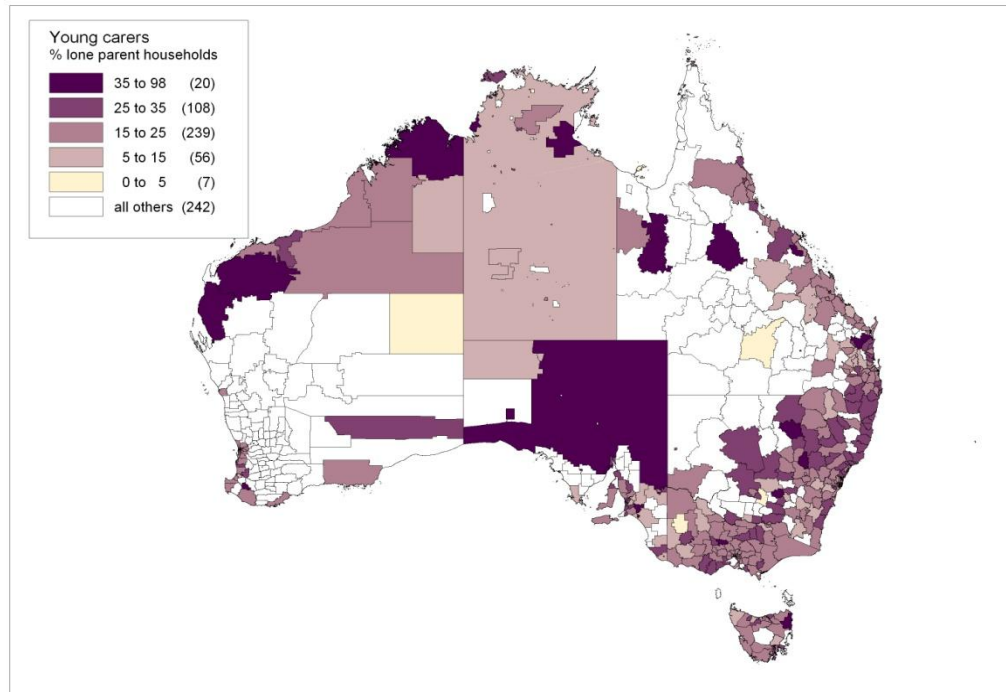 Young carers
% lone parent households
35 to 98 (20)
25 to 35 (108)
15 to 25 (239)
5 to 15 (56)
0 to 5 (7)
all others (242)